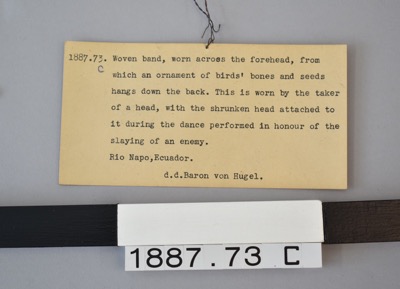 1887.73. Woven band, worn across the forehead, from
C
which an ornament of birds' bones and seeds
hangs down the back. This is worn by the taker
of a head, with the shrunken head attached to
it during the dance performed in honour of the
slaying of an enemy.
Rio Napo,Ecuador.
d.d.Baron von Hugel.
1887.73 C